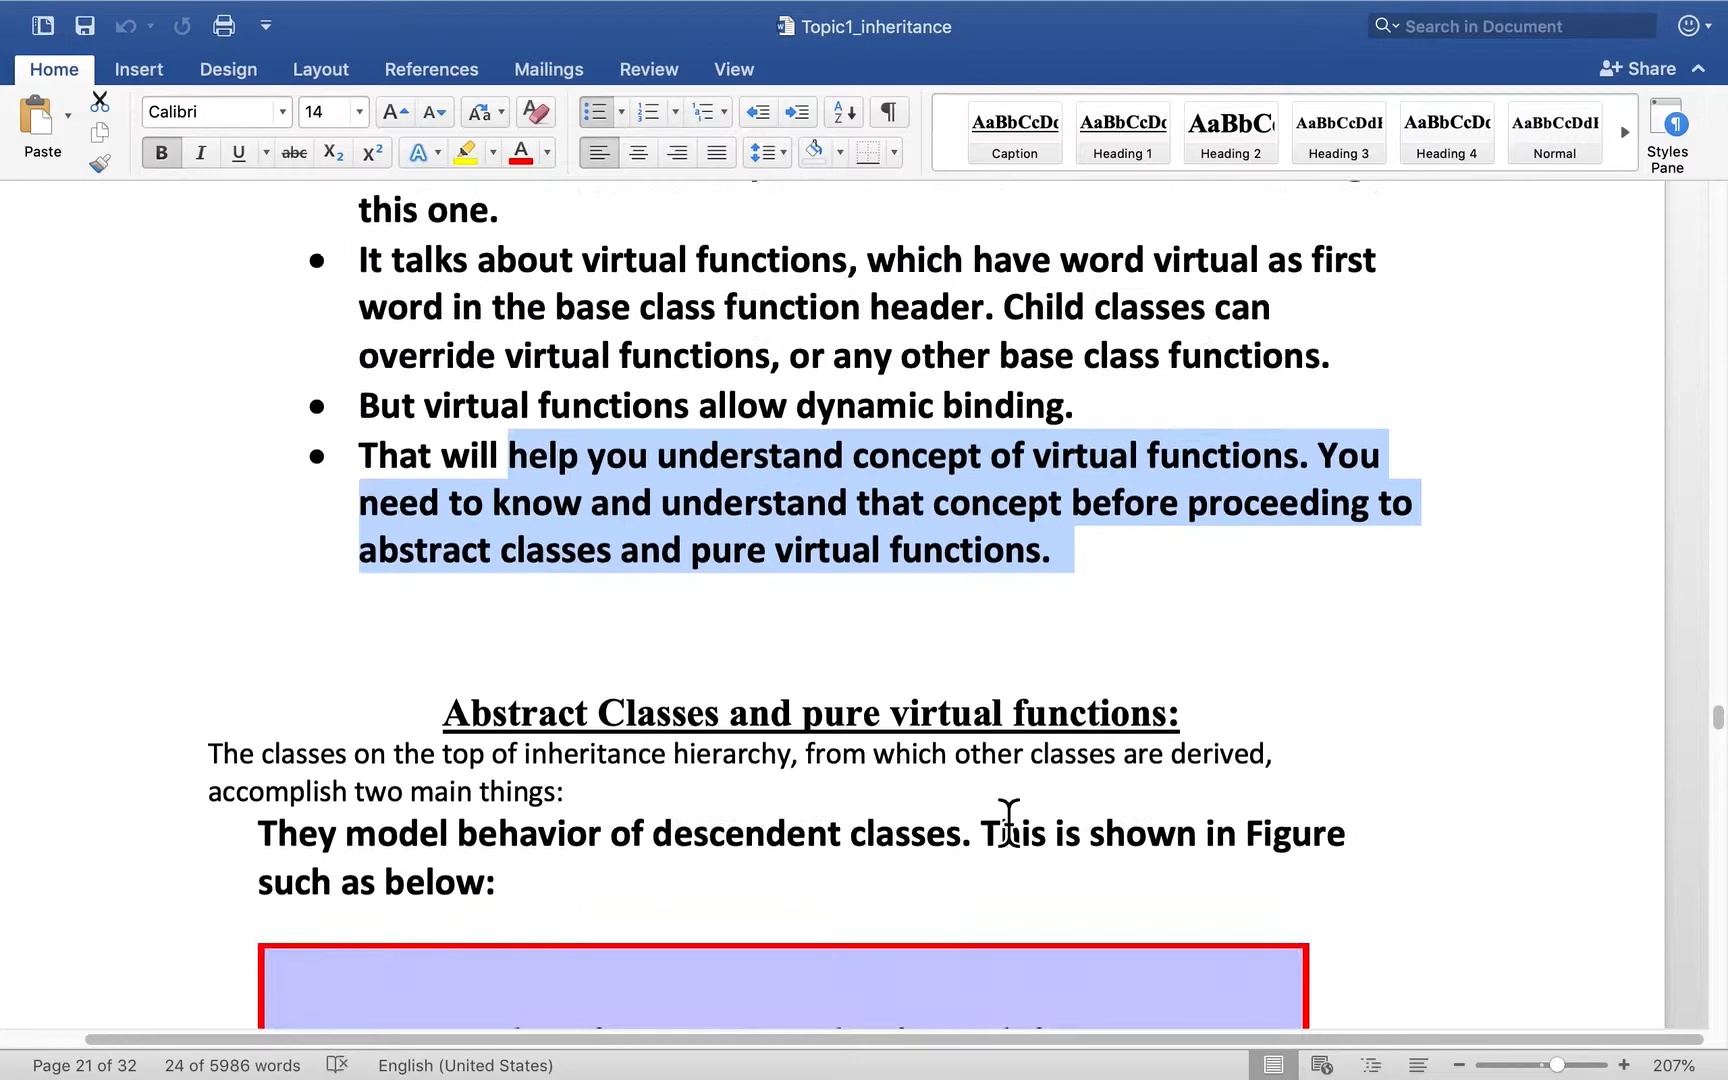 Topic1_inheritance
Search in Document
Home Insert Design Layout References Mailings Review View Share
Paste
Calibri 14
AaBbCcDc AaBbCcDc AaBbC AaBbCcDdE AaBbCcDc AaBbCcDdE
Caption Heading 1 Heading 2 Heading 3 Heading 4 Normal
Styles
Pane
this one.
• It talks about virtual functions, which have word virtual as first
word in the base class function header. Child classes can
override virtual functions, or any other base class functions.
• But virtual functions allow dynamic binding.
• That will help you understand concept of virtual functions. You
need to know and understand that concept before proceeding to
abstract classes and pure virtual functions.
Abstract Classes and pure virtual functions:
The classes on the top of inheritance hierarchy, from which other classes are derived,
accomplish two main things:
They model behavior of descendent classes. This is shown in Figure
such as below:
Page 21 of 32 24 of 5986 words English (United States) 207%